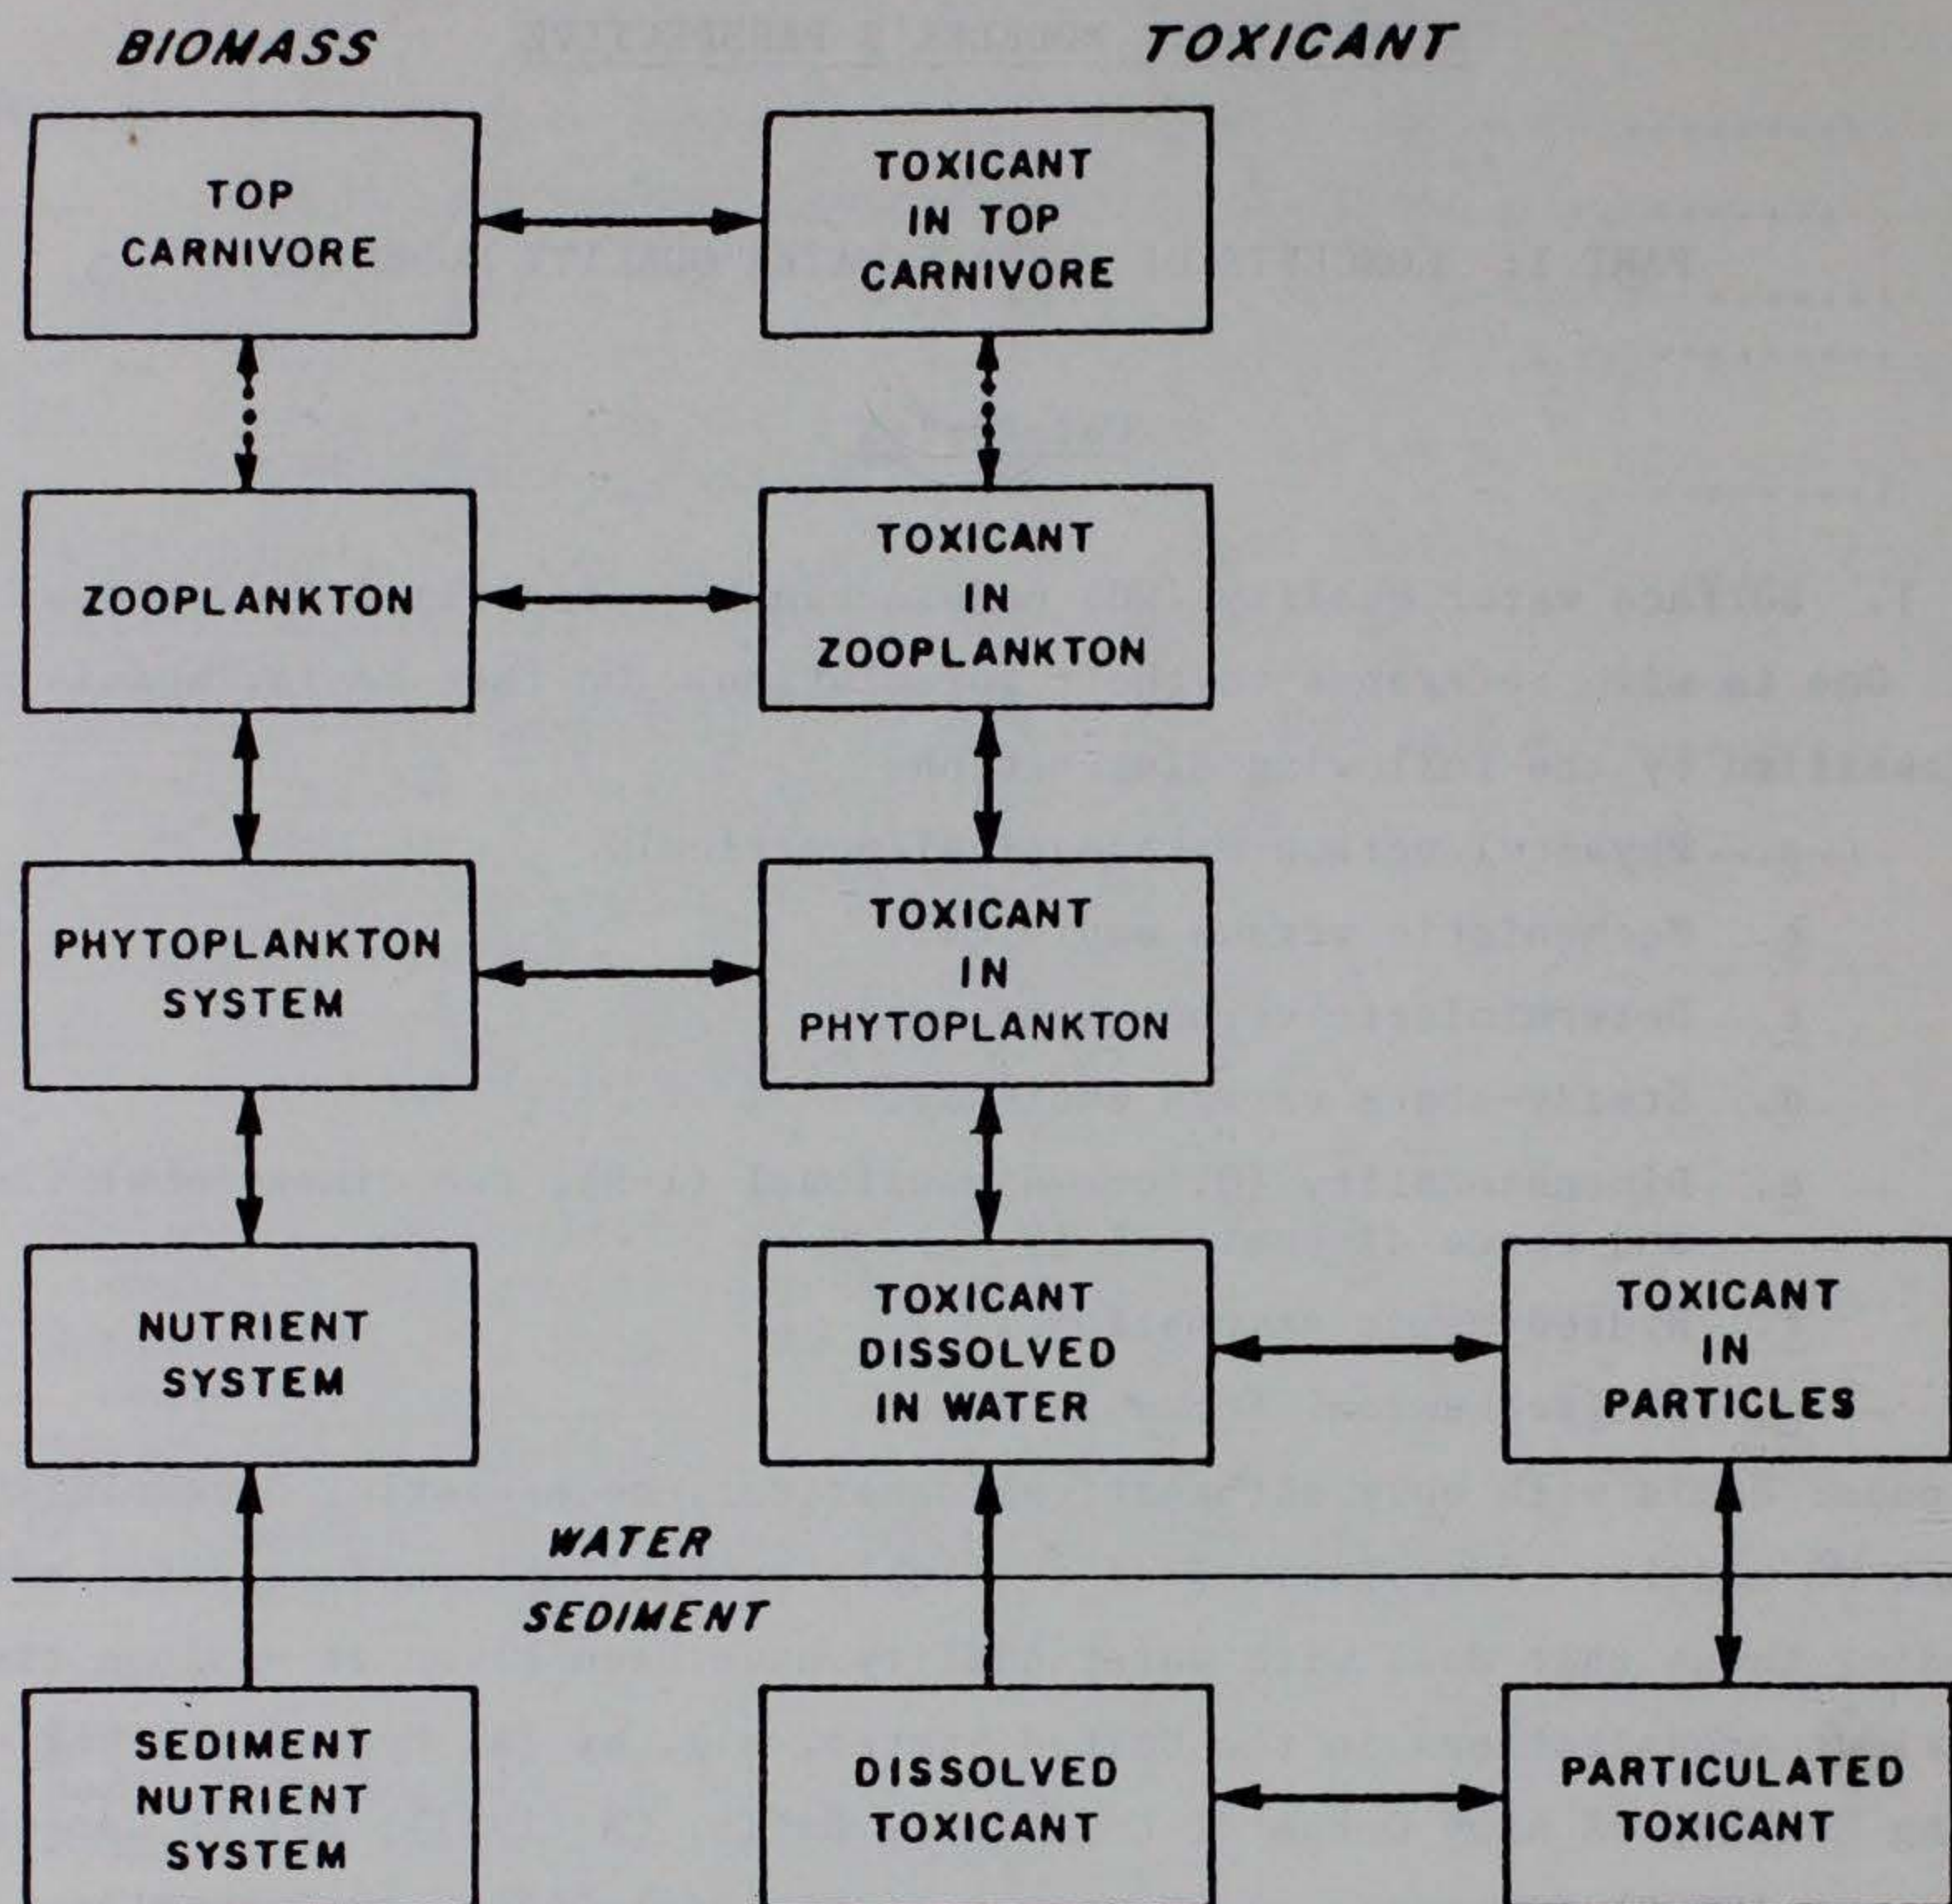 BIOMASS
TOXICANT
TOP
CARNIVORE
TOXICANT
IN TOP
CARNIVORE
ZOOPLANKTON
TOXICANT
IN
ZOOPLANKTON
PHYTOPLANKTON
SYSTEM
TOXICANT
IN
PHYTOPLANKTON
NUTRIENT
SYSTEM
TOXICANT
DISSOLVED
IN WATER
TOXICANT
IN
PARTICLES
WATER
SEDIMENT
SEDIMENT
NUTRIENT
SYSTEM
DISSOLVED
TOXICANT
PARTICULATED
TOXICANT